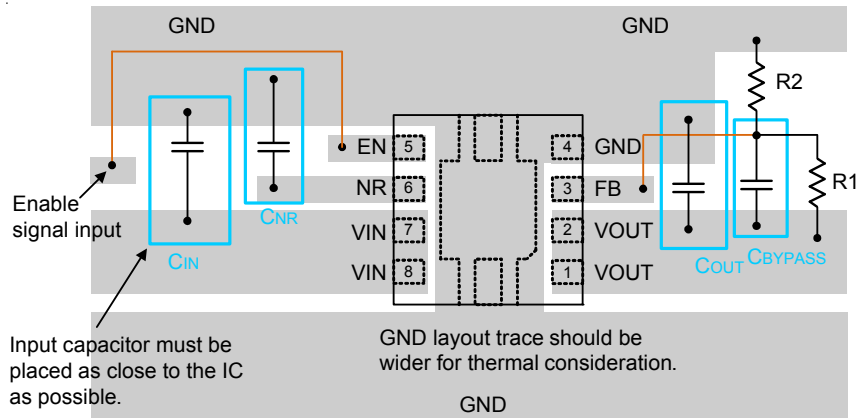 GND
GND
R2
EN 5
4 GND
NR 6
3 FB
R1
Enable
signal input
CNR
VIN 7
2 VOUT
CIN
COUT
CBYPASS
VIN 8
1 VOUT
Input capacitor must be
placed as close to the IC
as possible.
GND layout trace should be
wider for thermal consideration.
GND